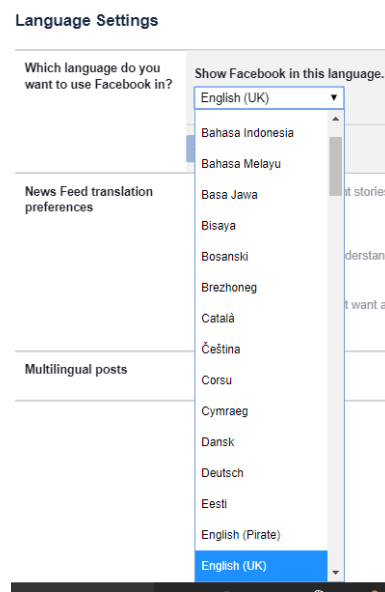 Language Settings
Which language do you
want to use Facebook in?
Show Facebook in this language.
English (UK)
Bahasa Indonesia
Bahasa Melayu
Basa Jawa
Bisaya
Bosanski
Brezhoneg
Català
Čeština
Corsu
Cymraeg
Dansk
Deutsch
Eesti
English (Pirate)
English (UK)
News Feed translation
preferences
stories
want
Multilingual posts